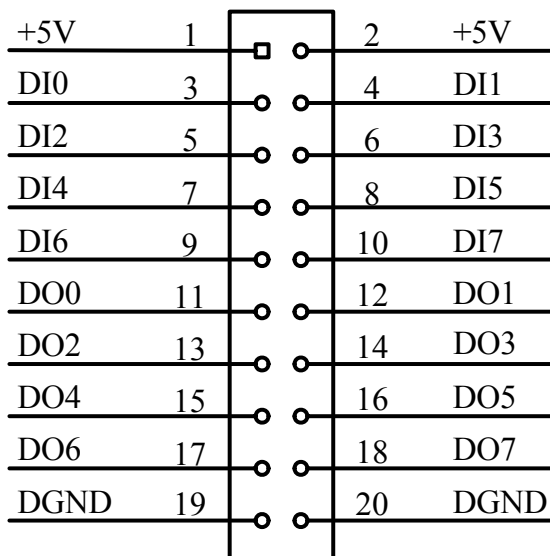 +5V 1 2 +5V
DI0 3 4 DI1
DI2 5 6 DI3
DI4 7 8 DI5
DI6 9 10 DI7
DO0 11 12 DO1
DO2 13 14 DO3
DO4 15 16 DO5
DO6 17 18 DO7
DGND 19 20 DGND